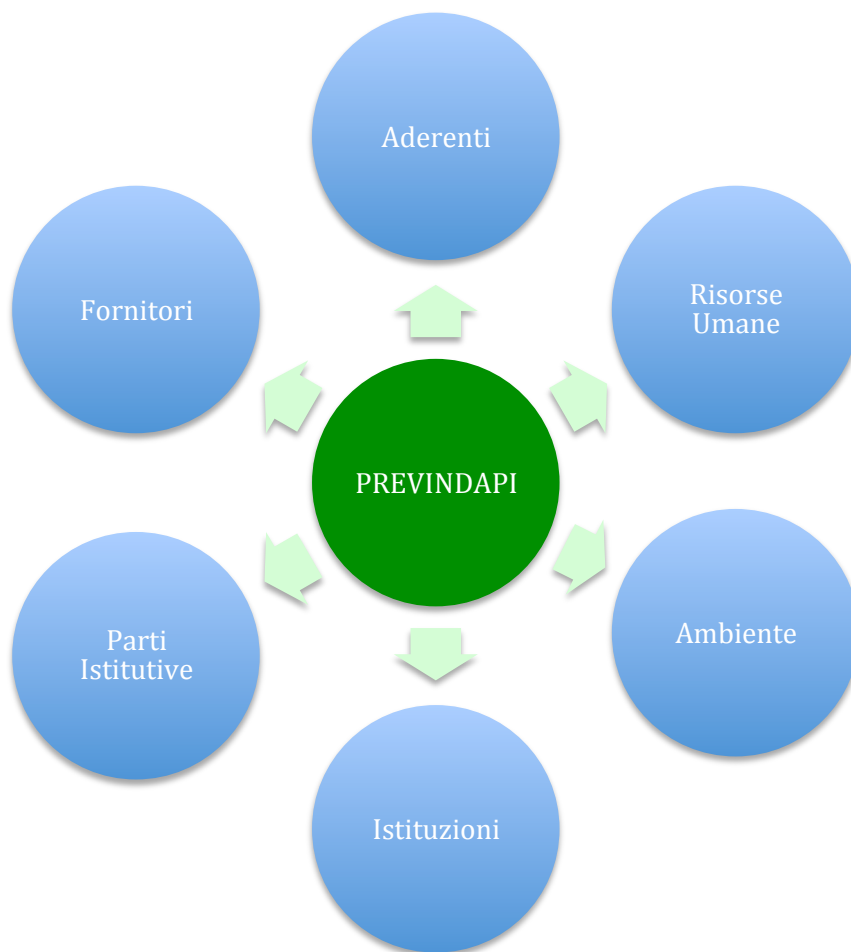 Aderenti
Fornitori
Risorse
Umane
PREVINDAPI
Parti
Istitutive
Ambiente
Istituzioni